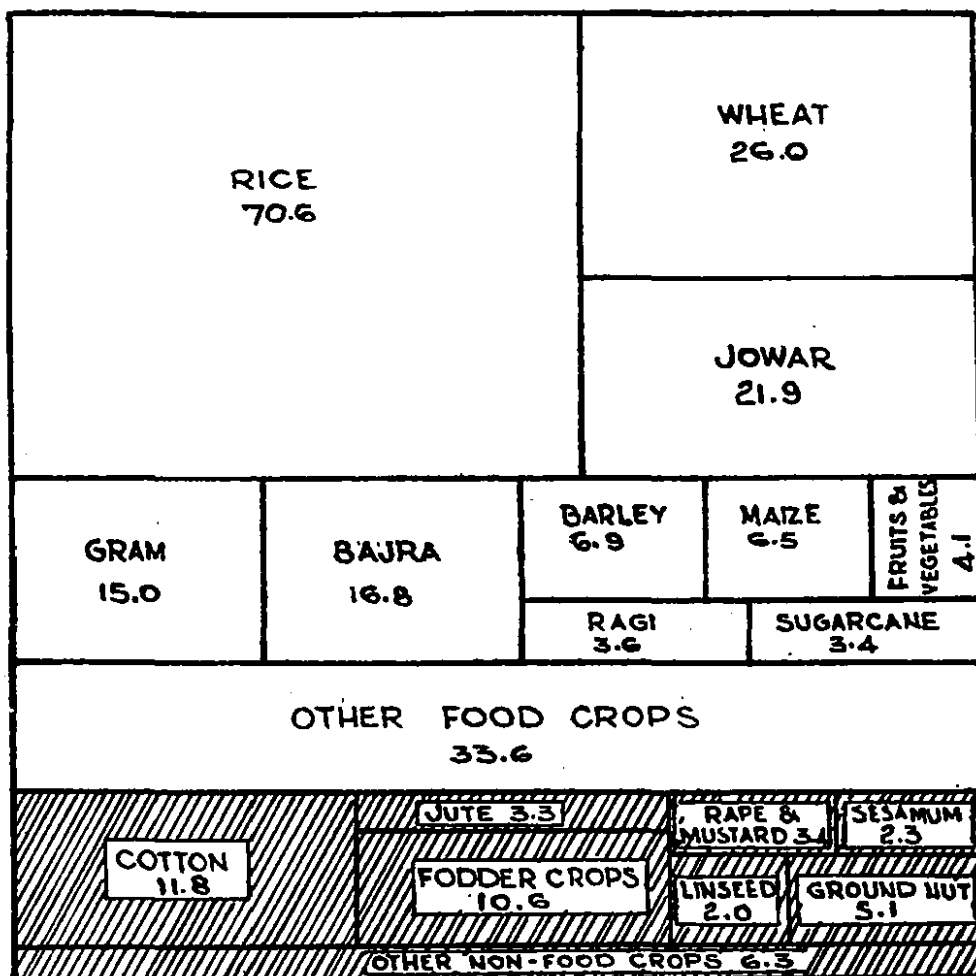 RICE
70.6
WHEAT
26.0
JOWAR
21.9
GRAM
15.0
BAJRA
16.8
BARLEY
6.9
MAIZE
6.5
FRUITS &
VEGETABLES
4.1
RAGI
3.6
SUGARCANE
3.4
OTHER FOOD CROPS
33.6
COTTON
11.8
JUTE 3.3
FODDER CROPS
10.6
RAPE &
MUSTARD 3.1
SESAMUM
2.3
LINSEED
2.0
GROUND NUT
5.1
OTHER NON-FOOD CROPS 6.3